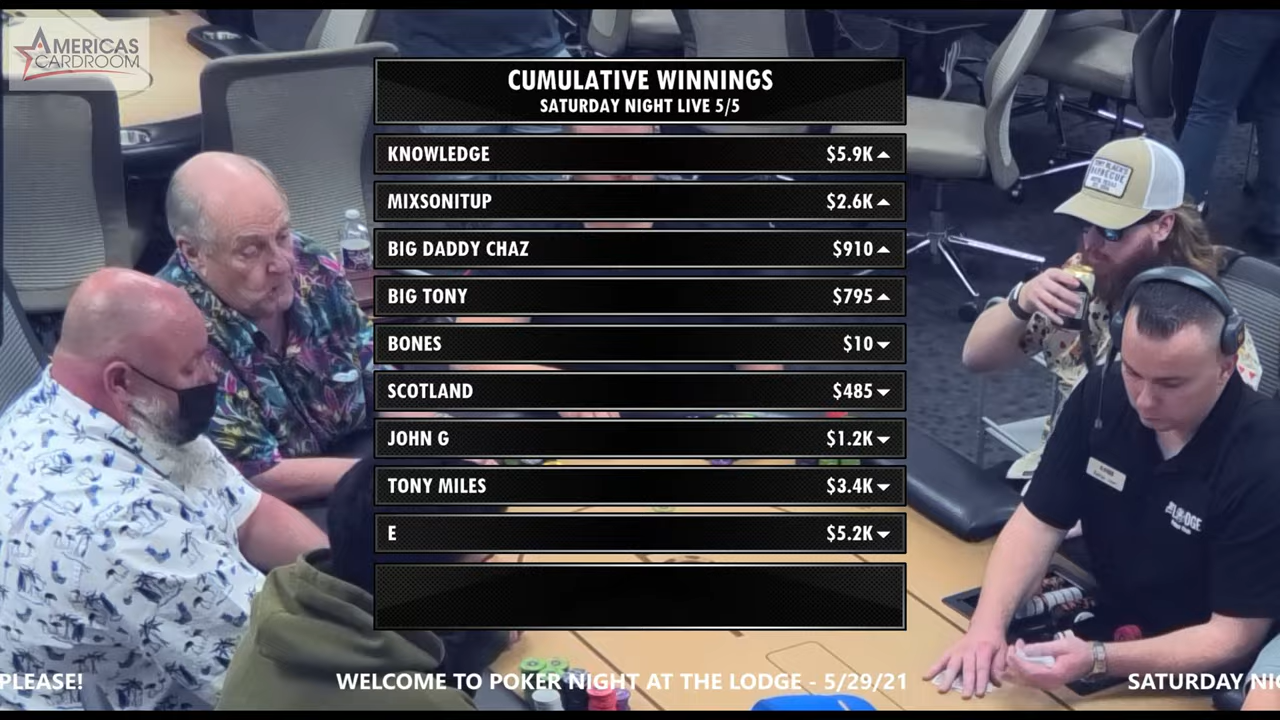 AMERICAS
CARDROOM
CUMULATIVE WINNINGS
SATURDAY NIGHT LIVE 5/5
KNOWLEDGE $5.9K
MIXSONITUP $2.6K
BIG DADDY CHAZ $910
BIG TONY $795
BONES $10
SCOTLAND $485
JOHN G $1.2K
TONY MILES $3.4K
E $5.2K
BARBECUE
PLEASE! WELCOME TO POKER NIGHT AT THE LODGE - 5/29/21 SATURDAY